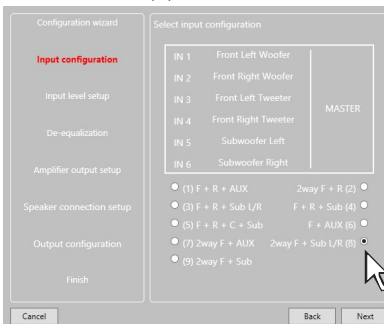 Configuration wizard
Input configuration
Input level setup
De-equalization
Amplifier output setup
Speaker connection setup
Output configuration
Finish
Select input configuration
IN 1 Front Left Woofer
IN 2 Front Right Woofer
IN 3 Front Left Tweeter
IN 4 Front Right Tweeter
IN 5 Subwoofer Left
IN 6 Subwoofer Right
MASTER
(1) F + R + AUX 2way F + R (2)
(3) F + R + Sub L/R F + R + Sub (4)
(5) F + R + C + Sub F + AUX (6)
(7) 2way F + AUX 2way F + Sub L/R (8)
(9) 2way F + Sub
Cancel Back Next